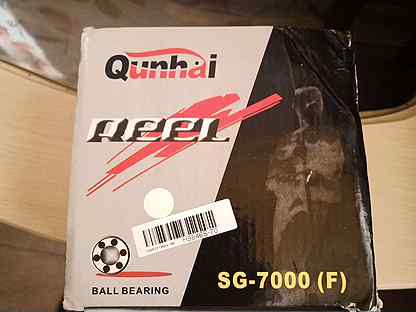 Qunhai
REEL
BALL BEARING
SG-7000 (F)